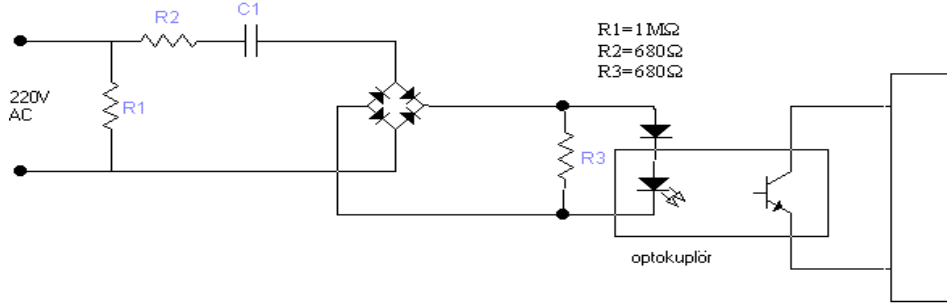 R2
C1
R1=1MΩ
R2=680Ω
R3=680Ω
220V
AC
R1
R3
optokuplör